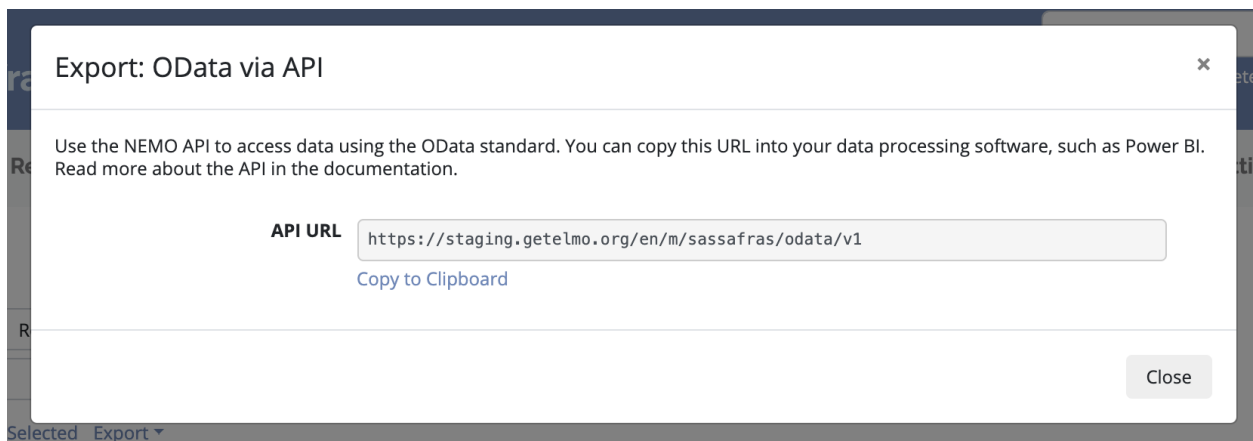 Export: OData via API
×
Use the NEMO API to access data using the OData standard. You can copy this URL into your data processing software, such as Power BI.
Read more about the API in the documentation.
API URL
https://staging.getelmo.org/en/m/sassafras/odata/v1
Copy to Clipboard
Close
Selected Export